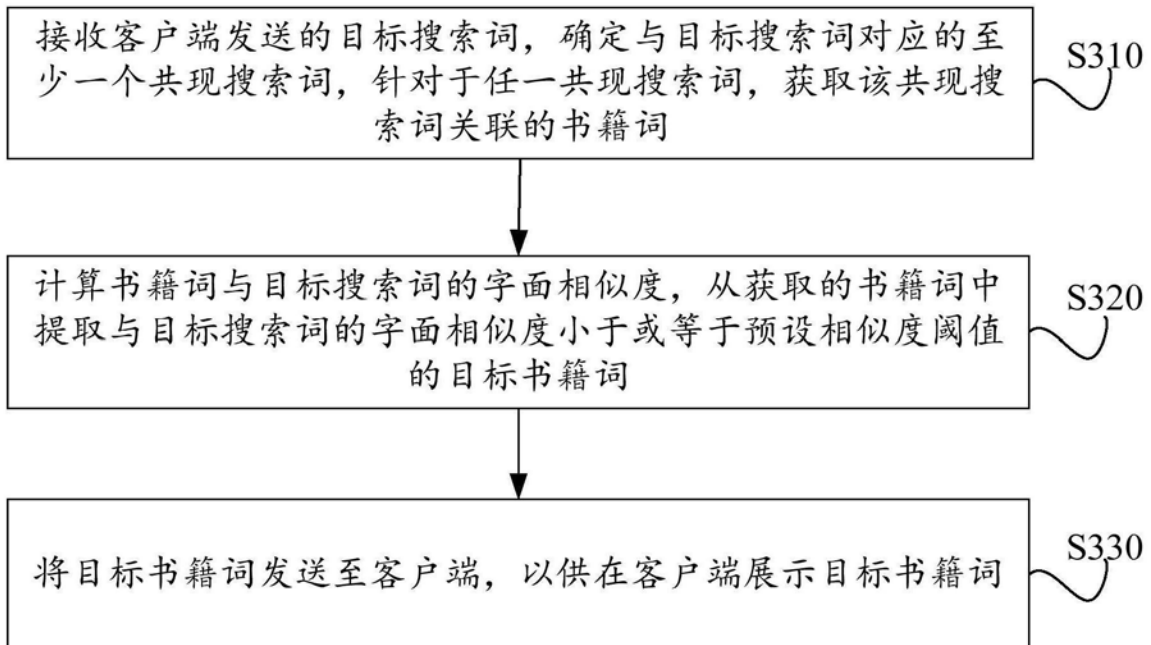 接收客户端发送的目标搜索词，确定与目标搜索词对应的至
少一个共现搜索词，针对于任一共现搜索词，获取该共现搜
索词关联的书籍词
S310
计算书籍词与目标搜索词的字面相似度，从获取的书籍词中
提取与目标搜索词的字面相似度小于或等于预设相似度阈值
的目标书籍词
S320
将目标书籍词发送至客户端，以供在客户端展示目标书籍词
S330